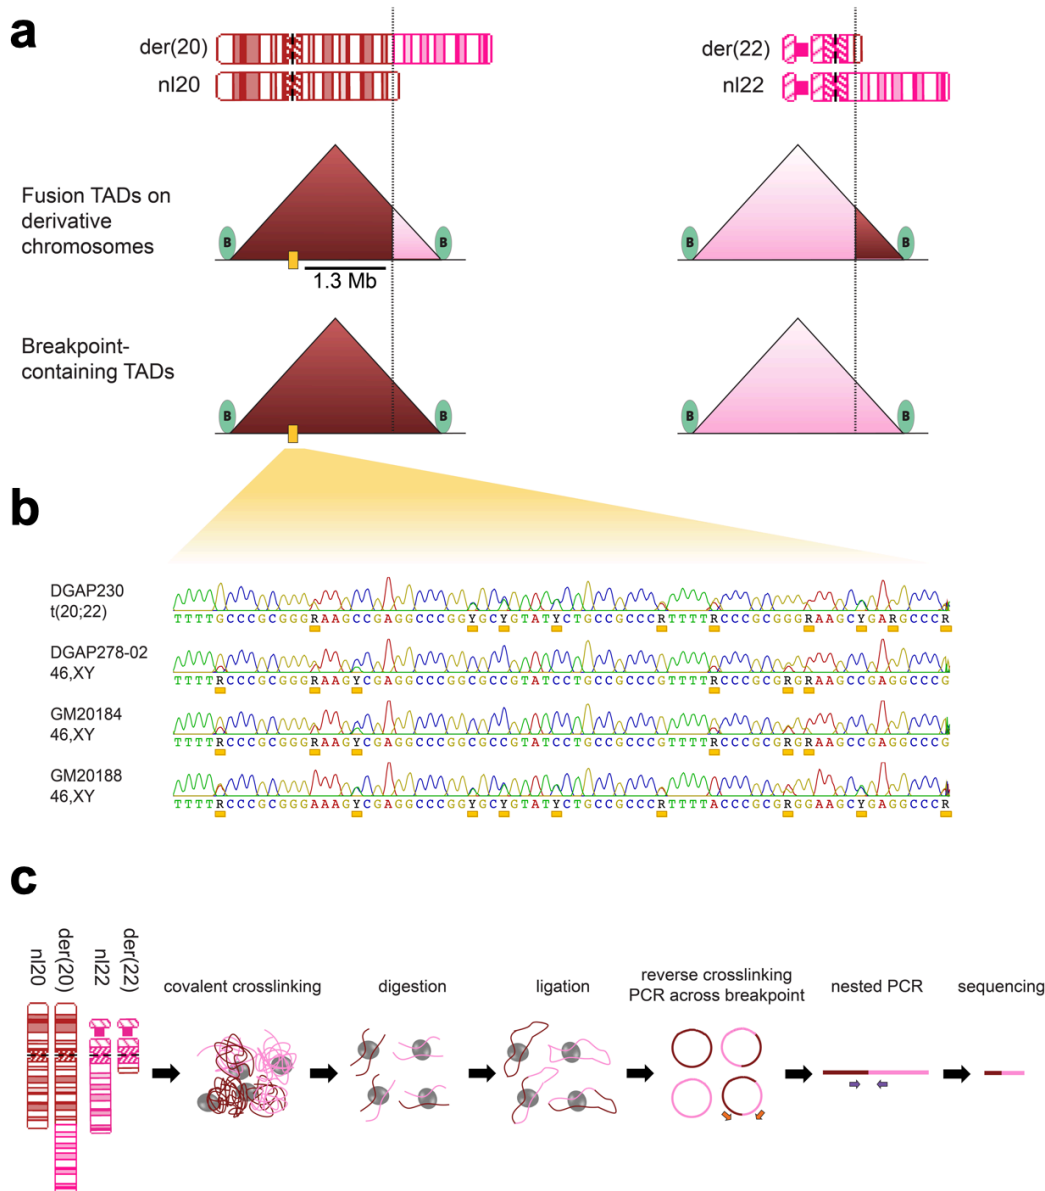 a
der(20)
nl20
der(22)
nl22
Fusion TADs on
derivative
chromosomes
B
B
B
B
1.3 Mb
Breakpoint-
containing TADs
B
B
B
B
b
DGAP230
t(20;22)
TTTTGCCCGCGGGRAAGCCGAGGCCCGGYGCYGTATYCTGCCGCCCRTTTTRCCCGCGGGRAAGCYGARGCCCR
DGAP278-02
46,XY
TTTTRCCCGCGGGRAAGYCGAGGCCCGGCGCCGTATCCTGCCGCCCGTTTTRCCCGCGRGRAAGCCGAGGCCCG
GM20184
46,XY
TTTTRCCCGCGGGRAAGYCGAGGCCCGGCGCCGTATCCTGCCGCCCGTTTTRCCCGCGRGRAAGCCGAGGCCCG
GM20188
46,XY
TTTTRCCCGCGGGAAAGYCGAGGCCCGGYGCYGTATYCTGCCGCCCRTTTTACCCGCGRGGAAGCYGAGGCCCR
c
nl20
der(20)
nl22
der(22)
covalent crosslinking
digestion
ligation
reverse crosslinking
PCR across breakpoint
nested PCR
sequencing